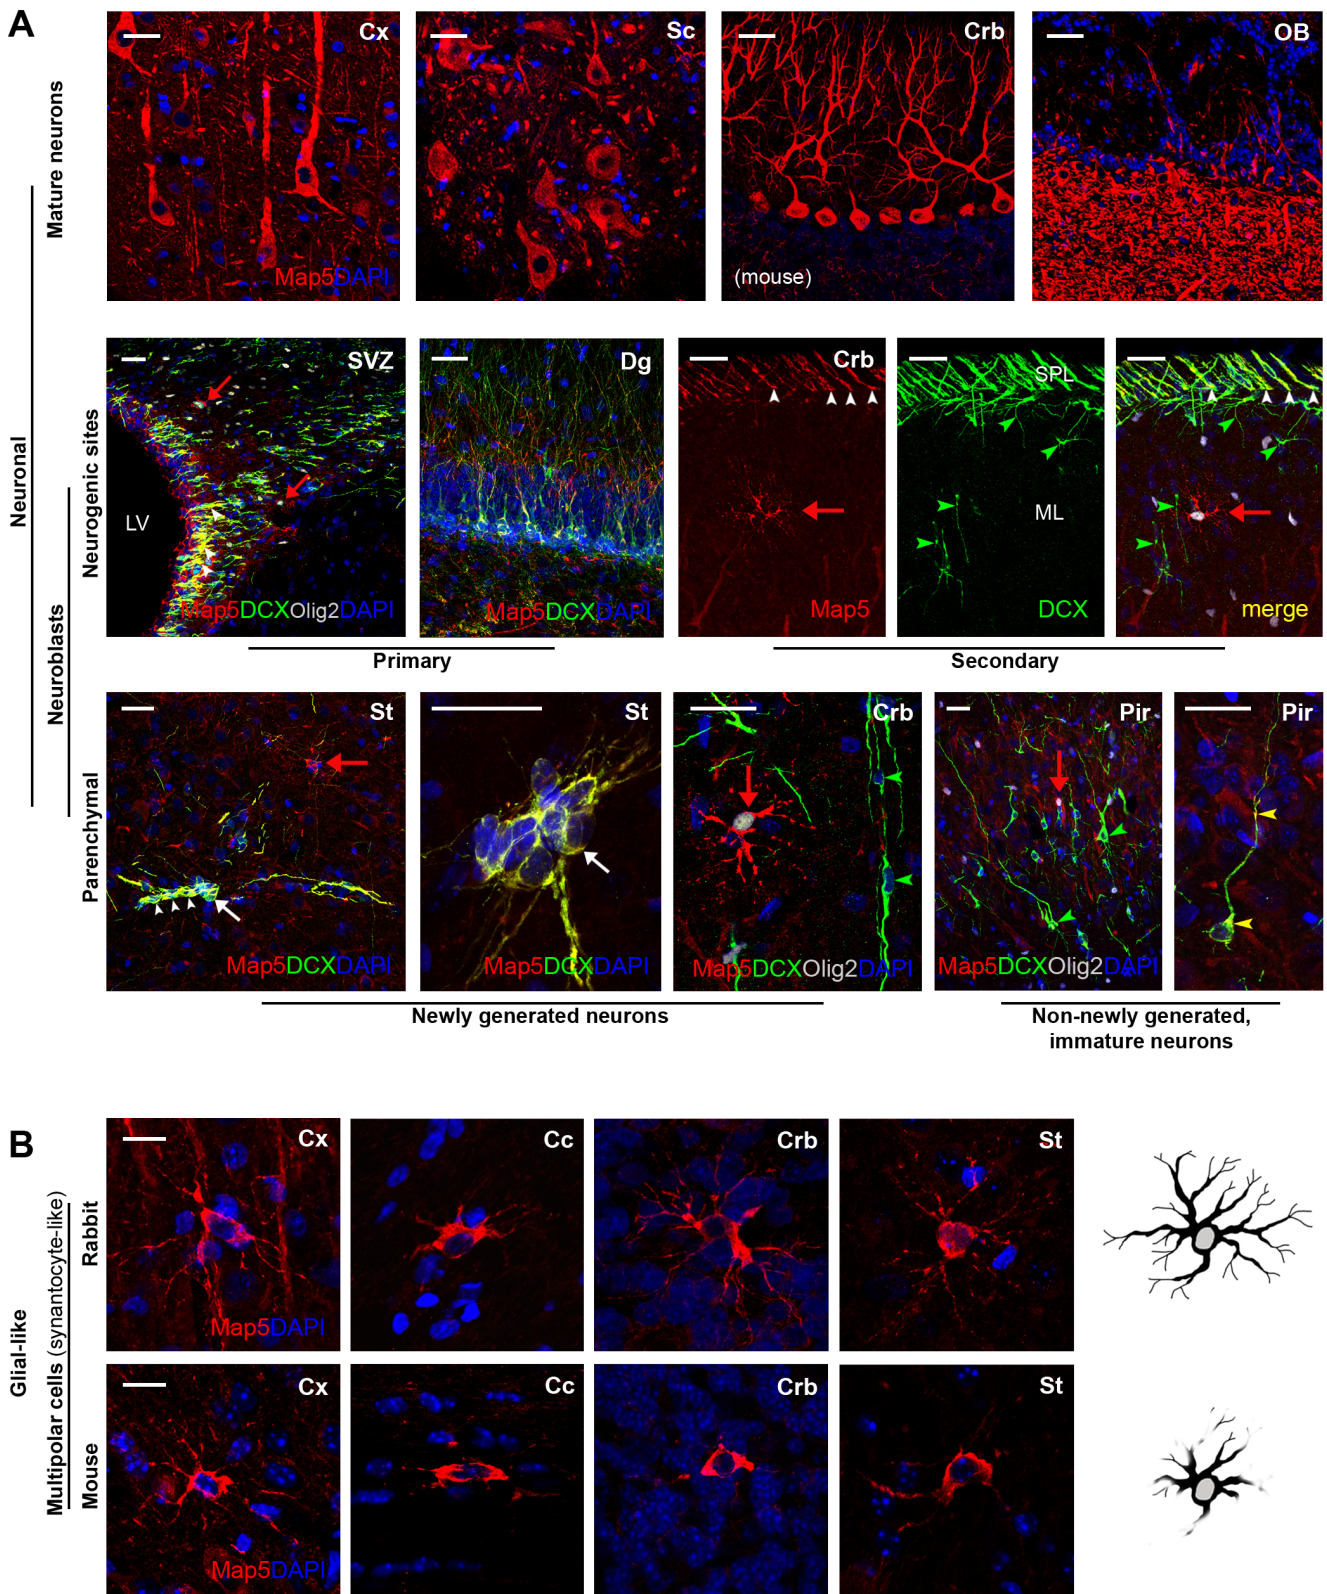 A
Mature neurons
Cx
Map5DAPI
Sc
Crb
(mouse)
OB
Neuronal
Neuroblasts
Neurogenic sites
SVZ
LV
Map5DCXOlig2DAPI
Dg
Map5DCXDAPI
Crb
Map5
SPL
ML
DCX
merge
Primary
Secondary
Parenchymal
St
Map5DCXDAPI
St
Map5DCXDAPI
Crb
Map5DCXOlig2DAPI
Pir
Map5DCXOlig2DAPI
Pir
Newly generated neurons
Non-newly generated,
immature neurons
B
Glial-like
Multipolar cells (synantocyte-like)
Rabbit
Cx
Map5DAPI
Cc
Crb
St
Mouse
Cx
Map5DAPI
Cc
Crb
St